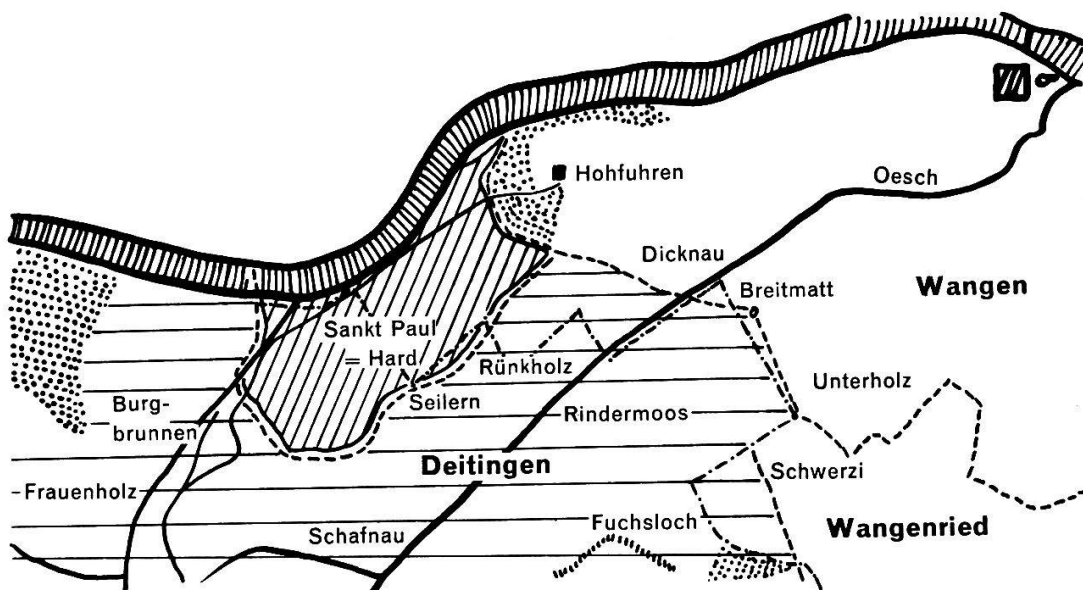 Hohfuhren
Oesch
Dicknau
Breitmatt
Wangen
Sankt Paul
= Hard
Rünkholz
Unterholz
Burg-
brunnen
Seilern
Rindermoos
Deitingen
Schwerzi
Frauenholz
Schafnau
Fuchsloch
Wangenried